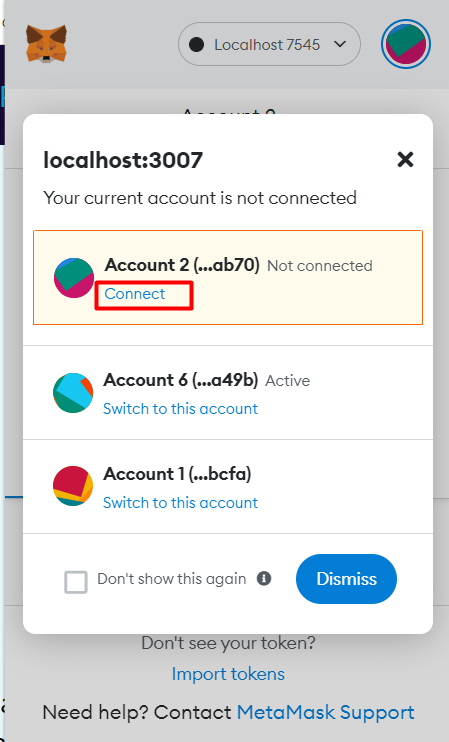 Localhost 7545
localhost:3007
Your current account is not connected
Account 2 (...ab70) Not connected
Connect
Account 6 (...a49b) Active
Switch to this account
Account 1 (...bcfa)
Switch to this account
Don't show this again
Dismiss
Don't see your token?
Import tokens
Need help? Contact MetaMask Support